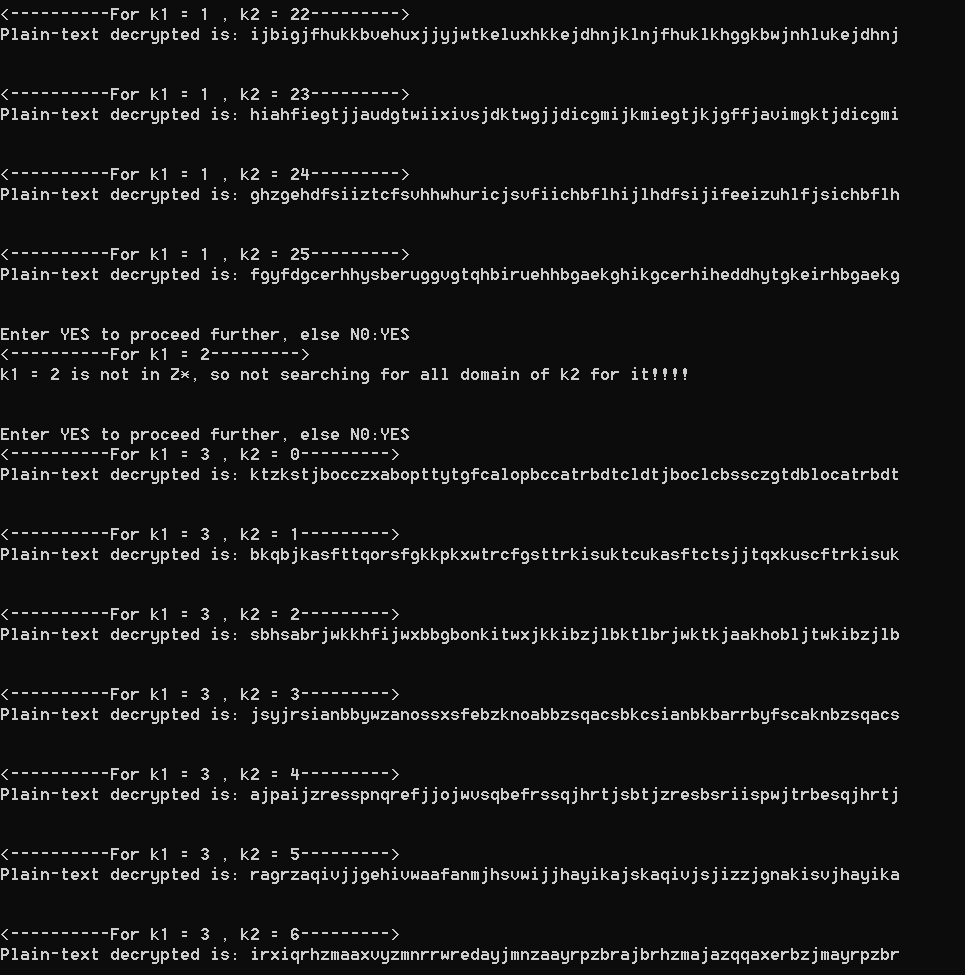 <----------For k1 = 1 , k2 = 22--------->
Plain-text decrypted is: ijbigjfhukkbvehuxjjyjwtkeluxhkkejdhnjklnjfhuklkhggkbwjnhlukejdhnj
<----------For k1 = 1 , k2 = 23--------->
Plain-text decrypted is: hiahfiegtjjaudgtwiixivsjdktwgjjdicgmijkmiegtjkjgffjavimgktjdicgmi
<----------For k1 = 1 , k2 = 24--------->
Plain-text decrypted is: ghzgehdfsiiztcfsvhhwhuricjsvfiichbflhijlhdfsijifeeizuhlfjsichbflh
<----------For k1 = 1 , k2 = 25--------->
Plain-text decrypted is: fgyfdgcerhhysberuggvgtqhbiruehhbgaekghikgcerhiheddhytgkeirhbgaekg
Enter YES to proceed further, else N0:YES
<----------For k1 = 2--------->
k1 = 2 is not in Z*, so not searching for all domain of k2 for it!!!!
Enter YES to proceed further, else N0:YES
<----------For k1 = 3 , k2 = 0--------->
Plain-text decrypted is: ktzkstjbocczxabopttytgfcalopbccatrbdtcldtjboclcbssczgtdblocatrbdt
<----------For k1 = 3 , k2 = 1--------->
Plain-text decrypted is: bkqbjkasfttqorsfgkkpkxwtrcfgsttrkisuktcukasftctsjjtqxkuscftrkisuk
<----------For k1 = 3 , k2 = 2--------->
Plain-text decrypted is: sbhsabrjwkkhfijwxbbgbonkitwxjkkibzjlbktlbrjwktkjaakhobljtwkibzjlb
<----------For k1 = 3 , k2 = 3--------->
Plain-text decrypted is: jsyjrsianbbywzanossxsfebzknoabbzsqacsbkcsianbkbarrbyfscaknbzsqacs
<----------For k1 = 3 , k2 = 4--------->
Plain-text decrypted is: ajpaijzresspnqrefjjojwvsqbefrssqjhrtjsbtjzresbsriispwjtrbesqjhrtj
<----------For k1 = 3 , k2 = 5--------->
Plain-text decrypted is: ragrzaqivjjgehivwaafanmjhsvwijjhayikajskaqivjsjizzjgnakisvjhayika
<----------For k1 = 3 , k2 = 6--------->
Plain-text decrypted is: irxiqrhzmaaxvyzmnrrwredayjmnzaayrpzbrajbrhzmajazqqaxerbzjmayrpzbr